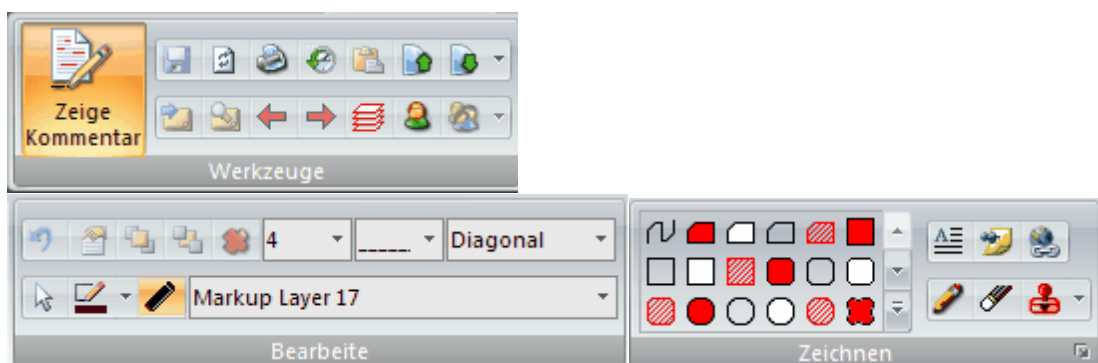 Zeige
Kommentar
Werkzeuge
4
Diagonal
Markup Layer 17
Bearbeite
A
Zeichnen